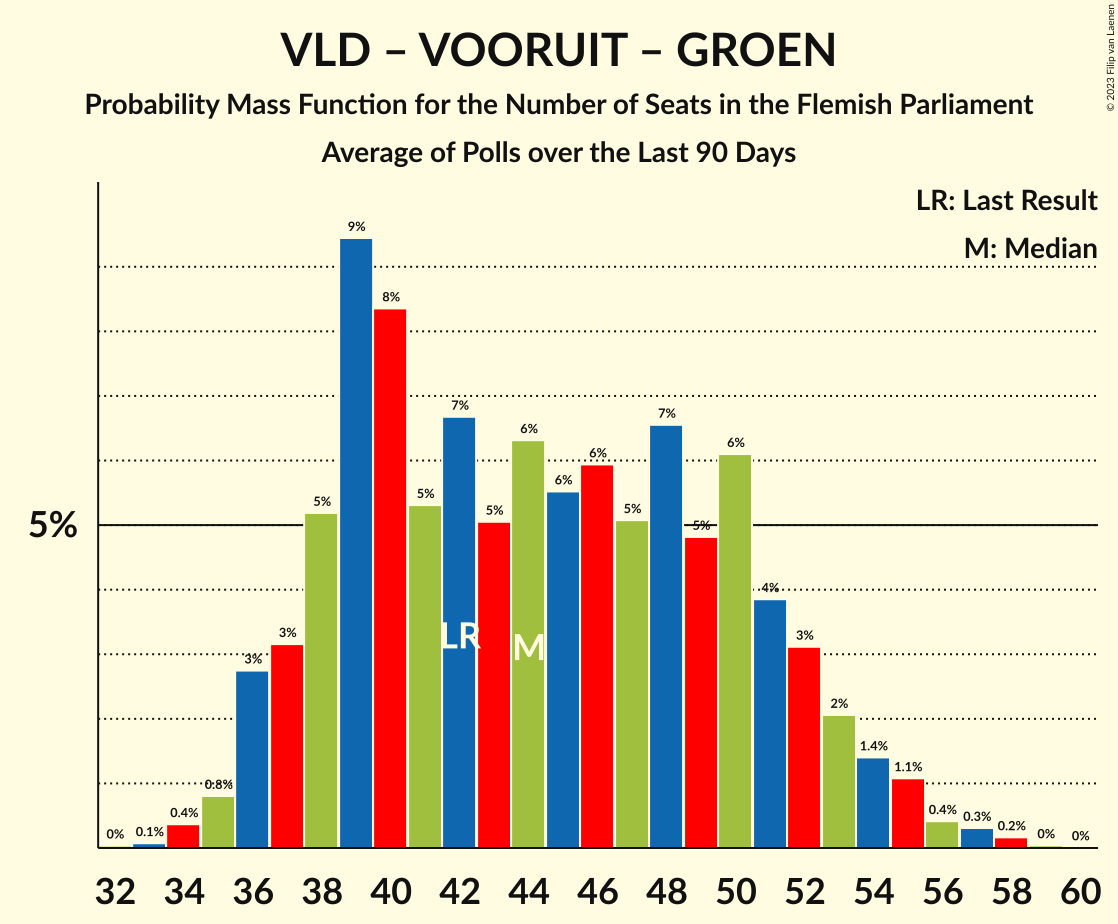 VLD – VOORUIT – GROEN
Probability Mass Function for the Number of Seats in the Flemish Parliament
Average of Polls over the Last 90 Days
© 2023 Filip van Laenen
LR: Last Result
M: Median
5%
0% 0.1% 0.4% 0.8% 3% 3% 5% 9% 8% 5% 7% 5% 6% 6% 6% 5% 7% 5% 6% 4% 3% 2% 1.4% 1.1% 0.4% 0.3% 0.2% 0% 0%
LR M
32 34 36 38 40 42 44 46 48 50 52 54 56 58 60